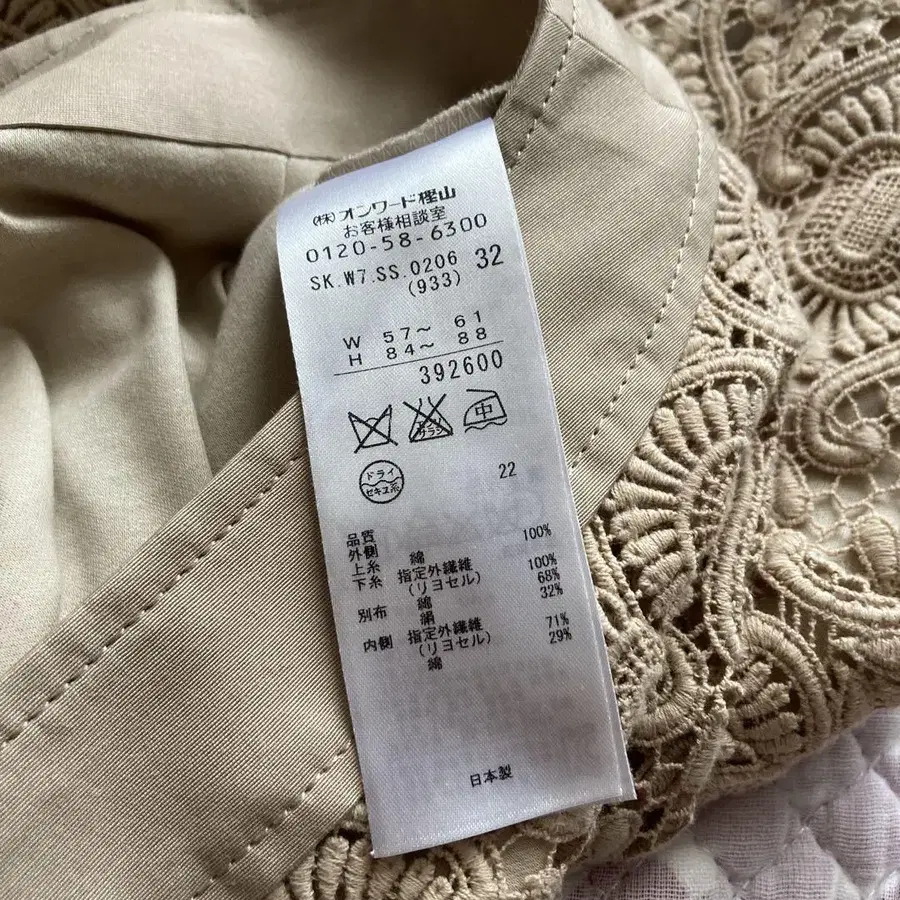 (株)オンワード樫山
お客様相談室
0120-58-6300
SK.W7.SS.0206 32
(933)
W 57~ 61
H 84~ 88
392600
中
ドライ
セキユ系
22
品質
外側
上糸 綿 100%
下糸 指定外繊維 100%
(リヨセル)
別布 綿 68%
絹 32%
内側 指定外繊維 71%
(リヨセル)
綿 29%
日本製